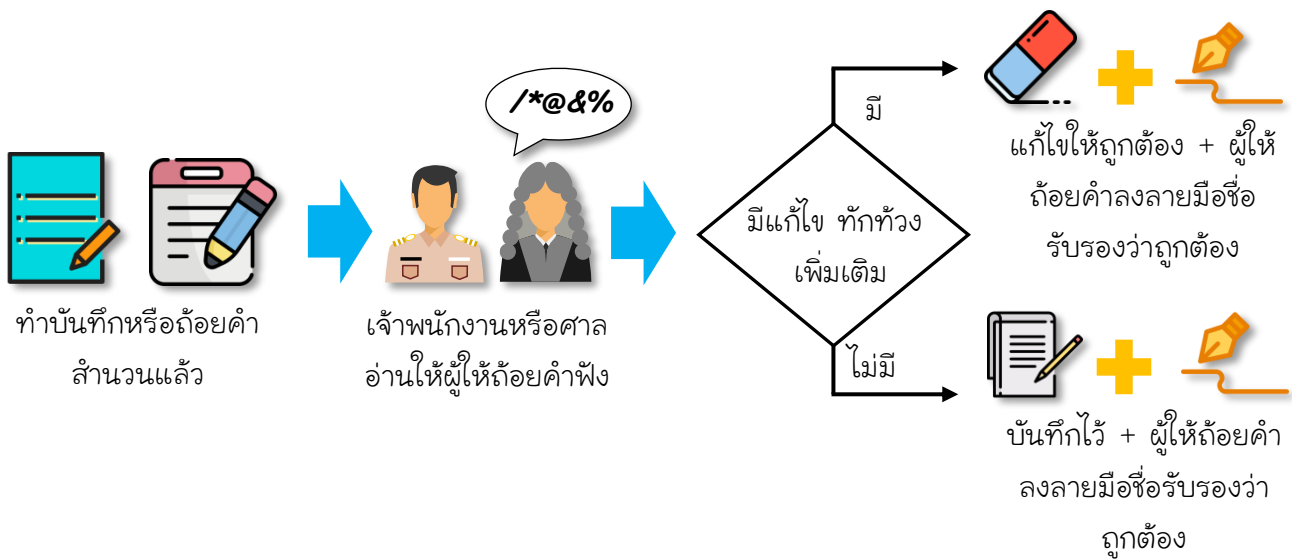 /*@&%
ทำบันทึกหรือถ้อยคำ
สำนวนแล้ว
เจ้าพนักงานหรือศาล
อ่านให้ผู้ให้ถ้อยคำฟัง
มีแก้ไข ทักท้วง
เพิ่มเติม
มี
แก้ไขให้ถูกต้อง + ผู้ให้
ถ้อยคำลงลายมือชื่อ
รับรองว่าถูกต้อง
ไม่มี
บันทึกไว้ + ผู้ให้ถ้อยคำ
ลงลายมือชื่อรับรองว่า
ถูกต้อง